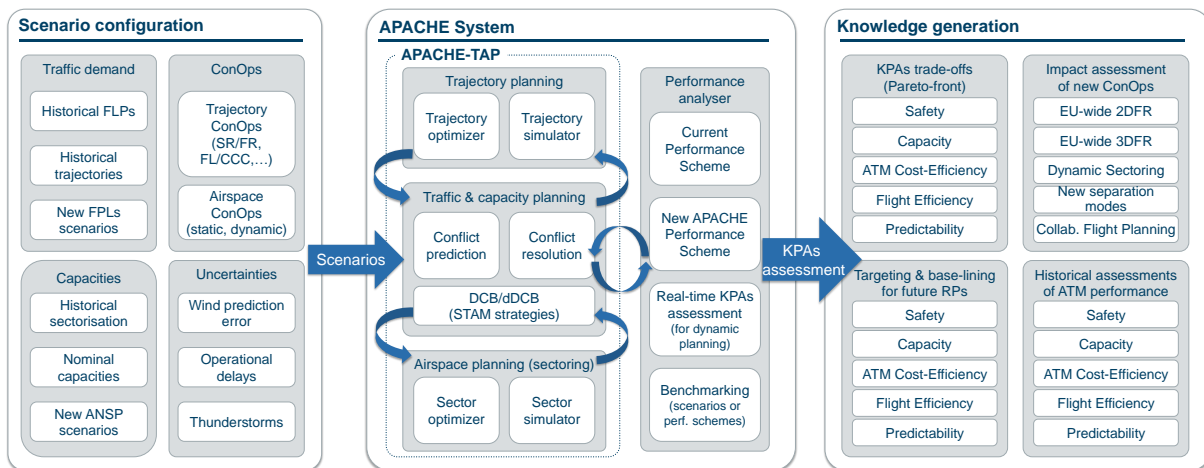 Scenario configuration
Traffic demand
Historical FLPs
Historical
trajectories
New FPLs
scenarios
ConOps
Trajectory
ConOps
(SR/FR,
FL/CCC,...)
Airspace
ConOps
(static, dynamic)
Capacities
Historical
sectorisation
Nominal
capacities
New ANSP
scenarios
Uncertainties
Wind prediction
error
Operational
delays
Thunderstorms
Scenarios
APACHE System
APACHE-TAP
Trajectory planning
Trajectory
optimizer
Trajectory
simulator
Traffic & capacity planning
Conflict
prediction
Conflict
resolution
DCB/dDCB
(STAM strategies)
Airspace planning (sectoring)
Sector
optimizer
Sector
simulator
Performance
analyser
Current
Performance
Scheme
New APACHE
Performance
Scheme
Real-time KPAs
assessment
(for dynamic
planning)
Benchmarking
(scenarios or
perf. schemes)
KPAs
assessment
Knowledge generation
KPAs trade-offs
(Pareto-front)
Safety
Capacity
ATM Cost-Efficiency
Flight Efficiency
Predictability
Impact assessment
of new ConOps
EU-wide 2DFR
EU-wide 3DFR
Dynamic Sectoring
New separation
modes
Collab. Flight Planning
Targeting & base-lining
for future RPs
Safety
Capacity
ATM Cost-Efficiency
Flight Efficiency
Predictability
Historical assessments
of ATM performance
Safety
Capacity
ATM Cost-Efficiency
Flight Efficiency
Predictability